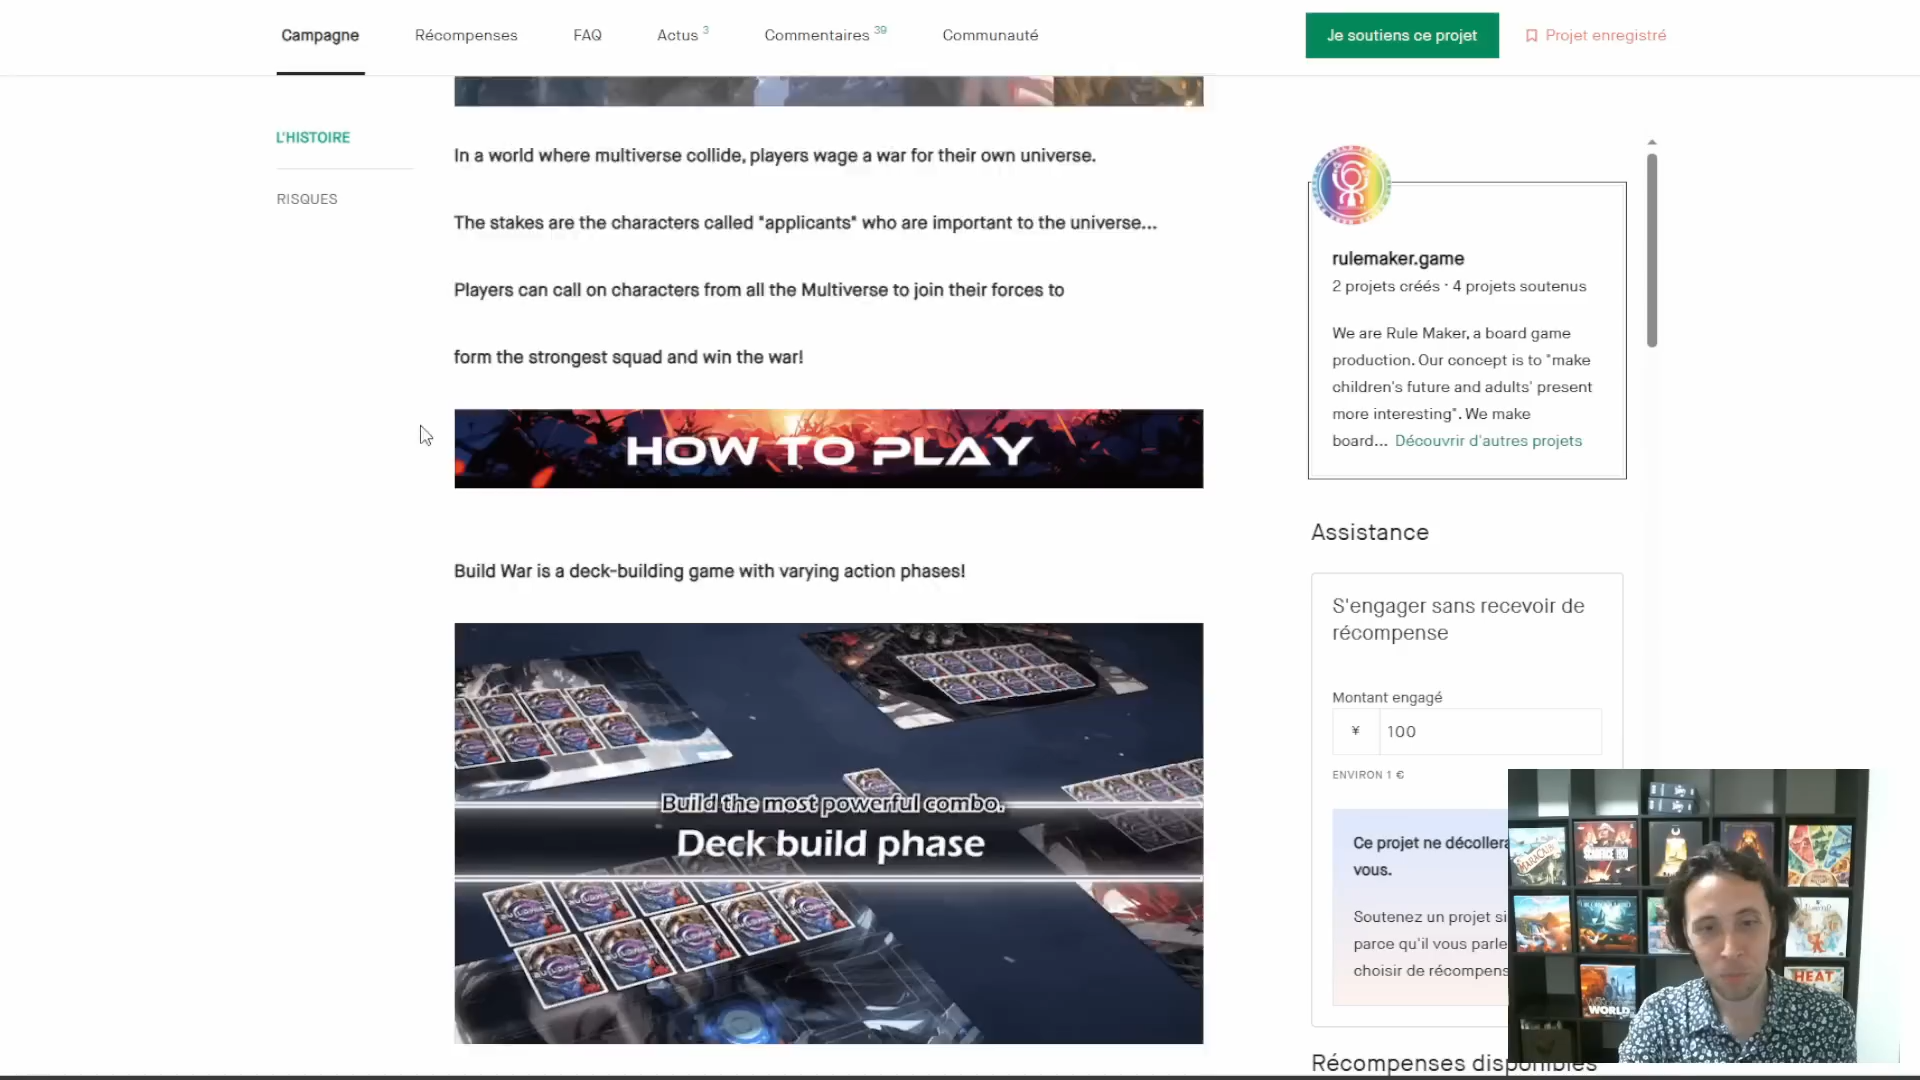 Campagne
Récompenses
FAQ
Actus 3
Commentaires 39
Communauté
Je soutiens ce projet
Projet enregistré
L'HISTOIRE
RISQUES
In a world where multiverse collide, players wage a war for their own universe.
The stakes are the characters called "applicants" who are important to the universe...
Players can call on characters from all the Multiverse to join their forces to
form the strongest squad and win the war!
HOW TO PLAY
Build War is a deck-building game with varying action phases!
Build the most powerful combo.
Deck build phase
rulemaker.game
2 projets créés · 4 projets soutenus
We are Rule Maker, a board game
production. Our concept is to "make
children's future and adults' present
more interesting". We make
board... Découvrir d'autres projets
Assistance
S'engager sans recevoir de
récompense
Montant engagé
¥ 100
ENVIRON 1 €
Ce projet ne décollera
vous.
Soutenez un projet si
parce qu'il vous parle
choisir de récompens
Récompenses disponibles
HEAT
WORLD